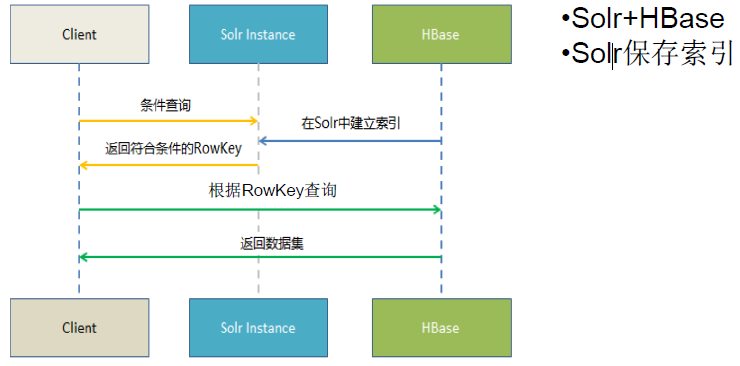 Client
Solr Instance
HBase
•Solr+HBase
•Solr保存索引
条件查询
在Solr中建立索引
返回符合条件的RowKey
根据RowKey查询
返回数据集
Client
Solr Instance
HBase